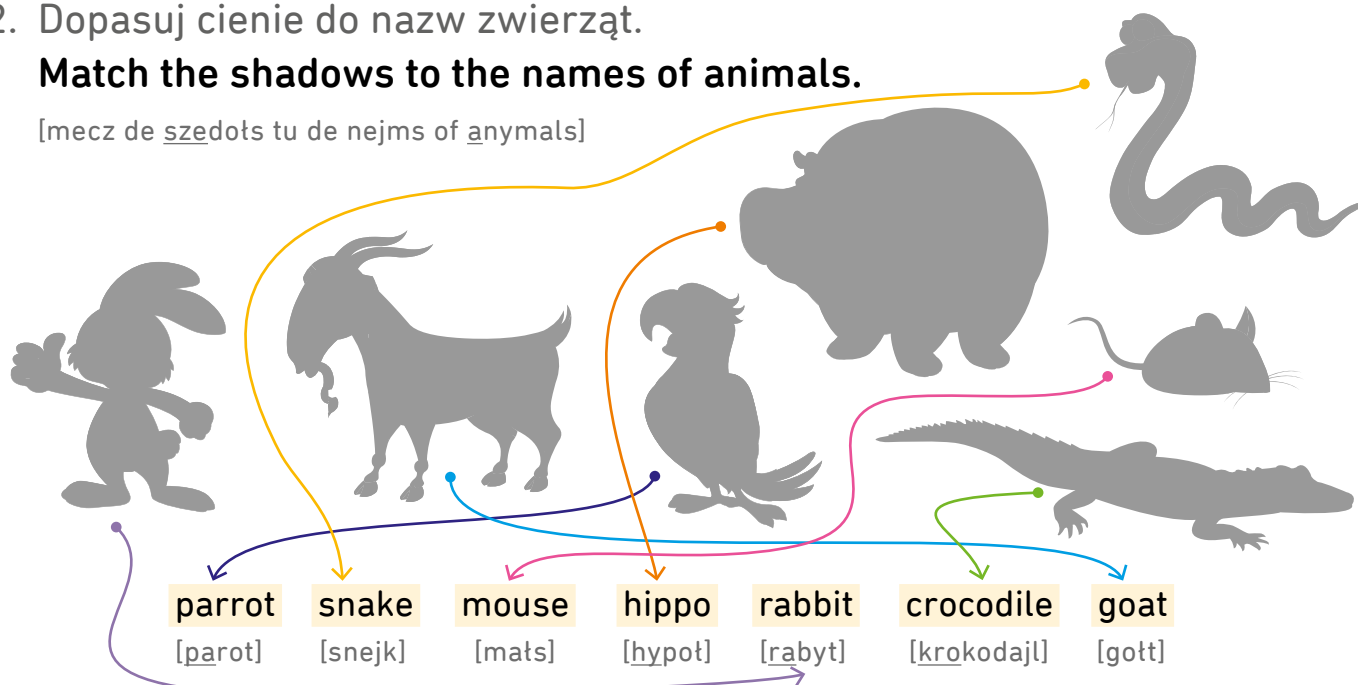 2. Dopasuj cienie do nazw zwierząt.
Match the shadows to the names of animals.
[mecz de szedołs tu de nejms of anymals]
parrot snake mouse hippo rabbit crocodile goat
[parot] [snejk] [małs] [hypoł] [rabyt] [krokodajl] [gołt]